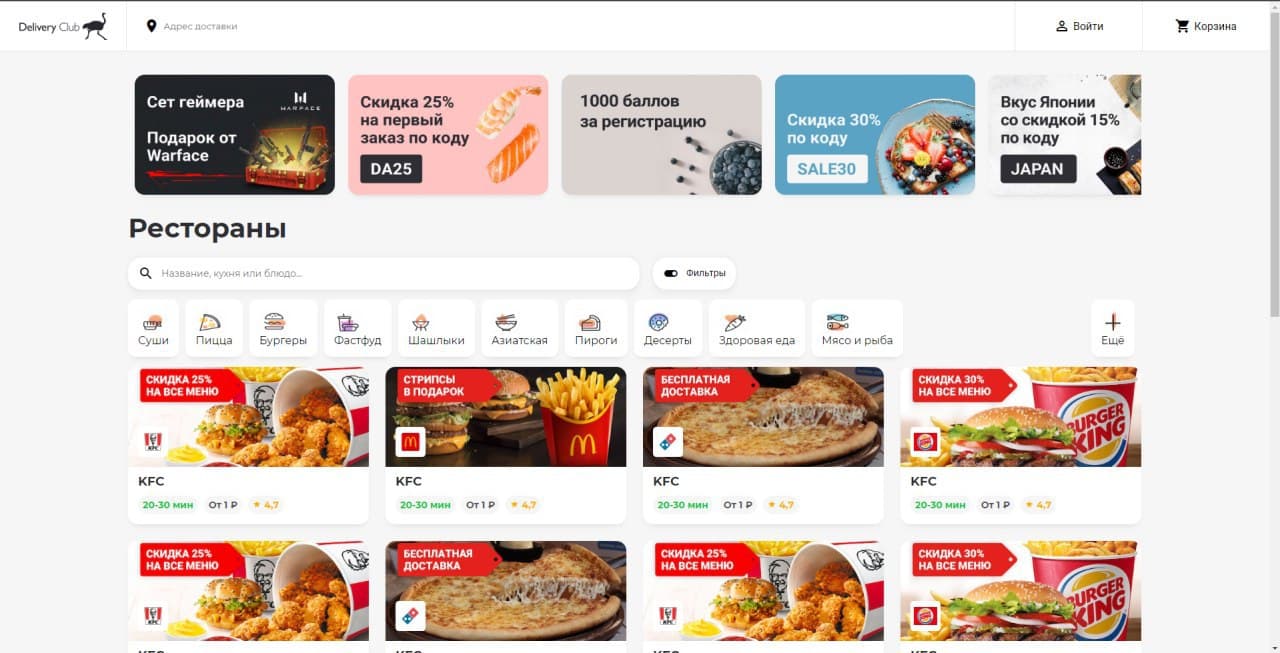 Delivery Club
Адрес доставки
Войти
Корзина
Сет геймера
WARFACE
Подарок от
Warface
Скидка 25%
на первый
заказ по коду
DA25
1000 баллов
за регистрацию
Скидка 30%
по коду
SALE30
Вкус Японии
со скидкой 15%
по коду
JAPAN
Рестораны
Название, кухня или блюдо...
Фильтры
Суши
Пицца
Бургеры
Фастфуд
Шашлыки
Азиатская
Пироги
Десерты
Здоровая еда
Мясо и рыба
Ещё
СКИДКА 25%
НА ВСЕ МЕНЮ
KFC
KFC
20-30 мин
От 1 ₽
★ 4,7
СТРИПСЫ
В ПОДАРОК
KFC
20-30 мин
От 1 ₽
★ 4,7
БЕСПЛАТНАЯ
ДОСТАВКА
KFC
20-30 мин
От 1 ₽
★ 4,7
СКИДКА 30%
НА ВСЕ МЕНЮ
BURGER
KING
KFC
20-30 мин
От 1 ₽
★ 4,7
СКИДКА 25%
НА ВСЕ МЕНЮ
KFC
KFC
БЕСПЛАТНАЯ
ДОСТАВКА
KFC
СКИДКА 25%
НА ВСЕ МЕНЮ
KFC
KFC
СКИДКА 30%
НА ВСЕ МЕНЮ
BURGER
KING
KFC